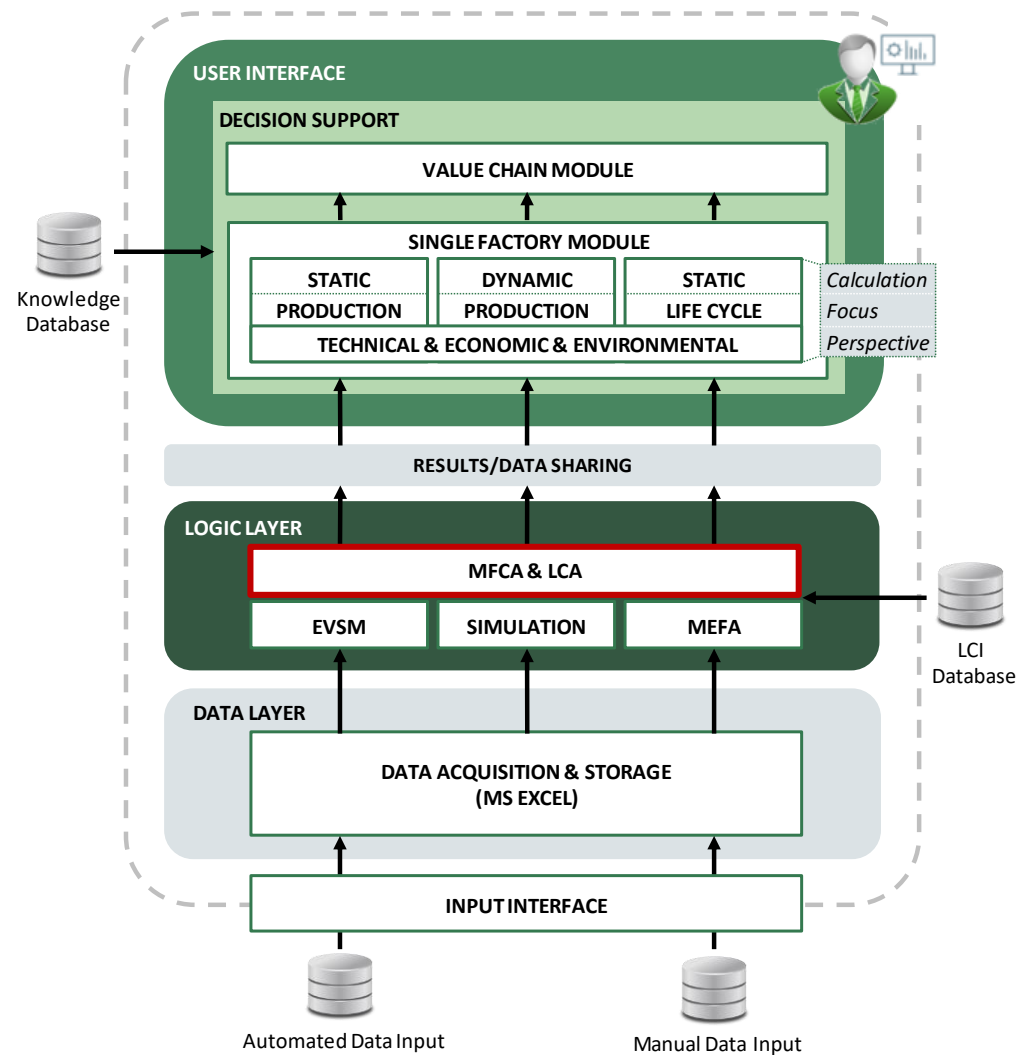 USER INTERFACE
DECISION SUPPORT
VALUE CHAIN MODULE
SINGLE FACTORY MODULE
STATIC
DYNAMIC
STATIC
Calculation
PRODUCTION
PRODUCTION
LIFE CYCLE
Focus
TECHNICAL & ECONOMIC & ENVIRONMENTAL
Perspective
Knowledge
Database
RESULTS/DATA SHARING
LOGIC LAYER
MFCA & LCA
EVSM
SIMULATION
MEFA
LCI
Database
DATA LAYER
DATA ACQUISITION & STORAGE
(MS EXCEL)
INPUT INTERFACE
Automated Data Input
Manual Data Input